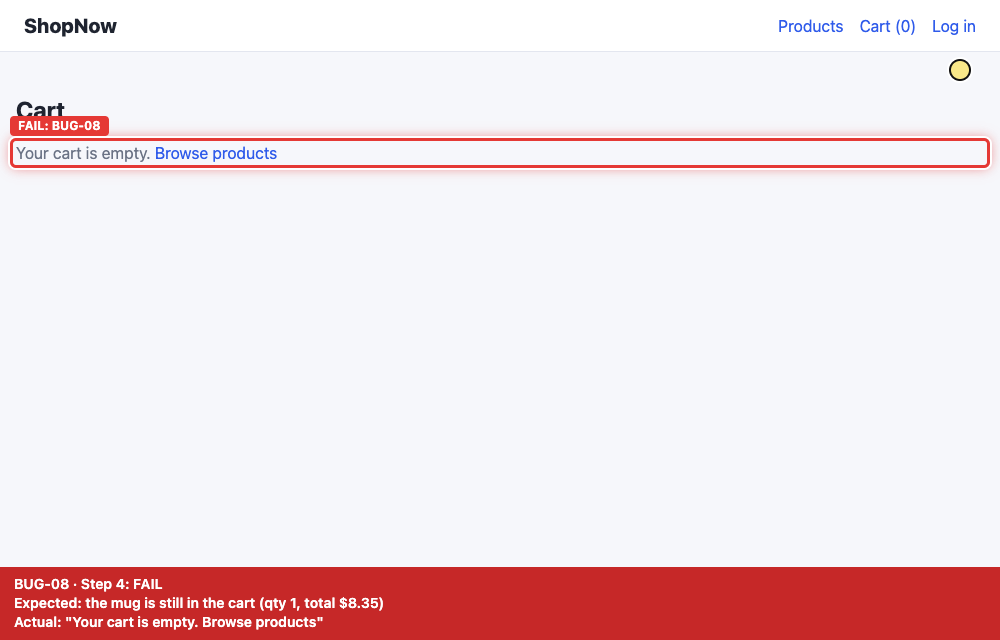 ShopNow
Products Cart (0) Log in
Cart
FAIL: BUG-08
Your cart is empty. Browse products
BUG-08 · Step 4: FAIL
Expected: the mug is still in the cart (qty 1, total $8.35)
Actual: "Your cart is empty. Browse products"